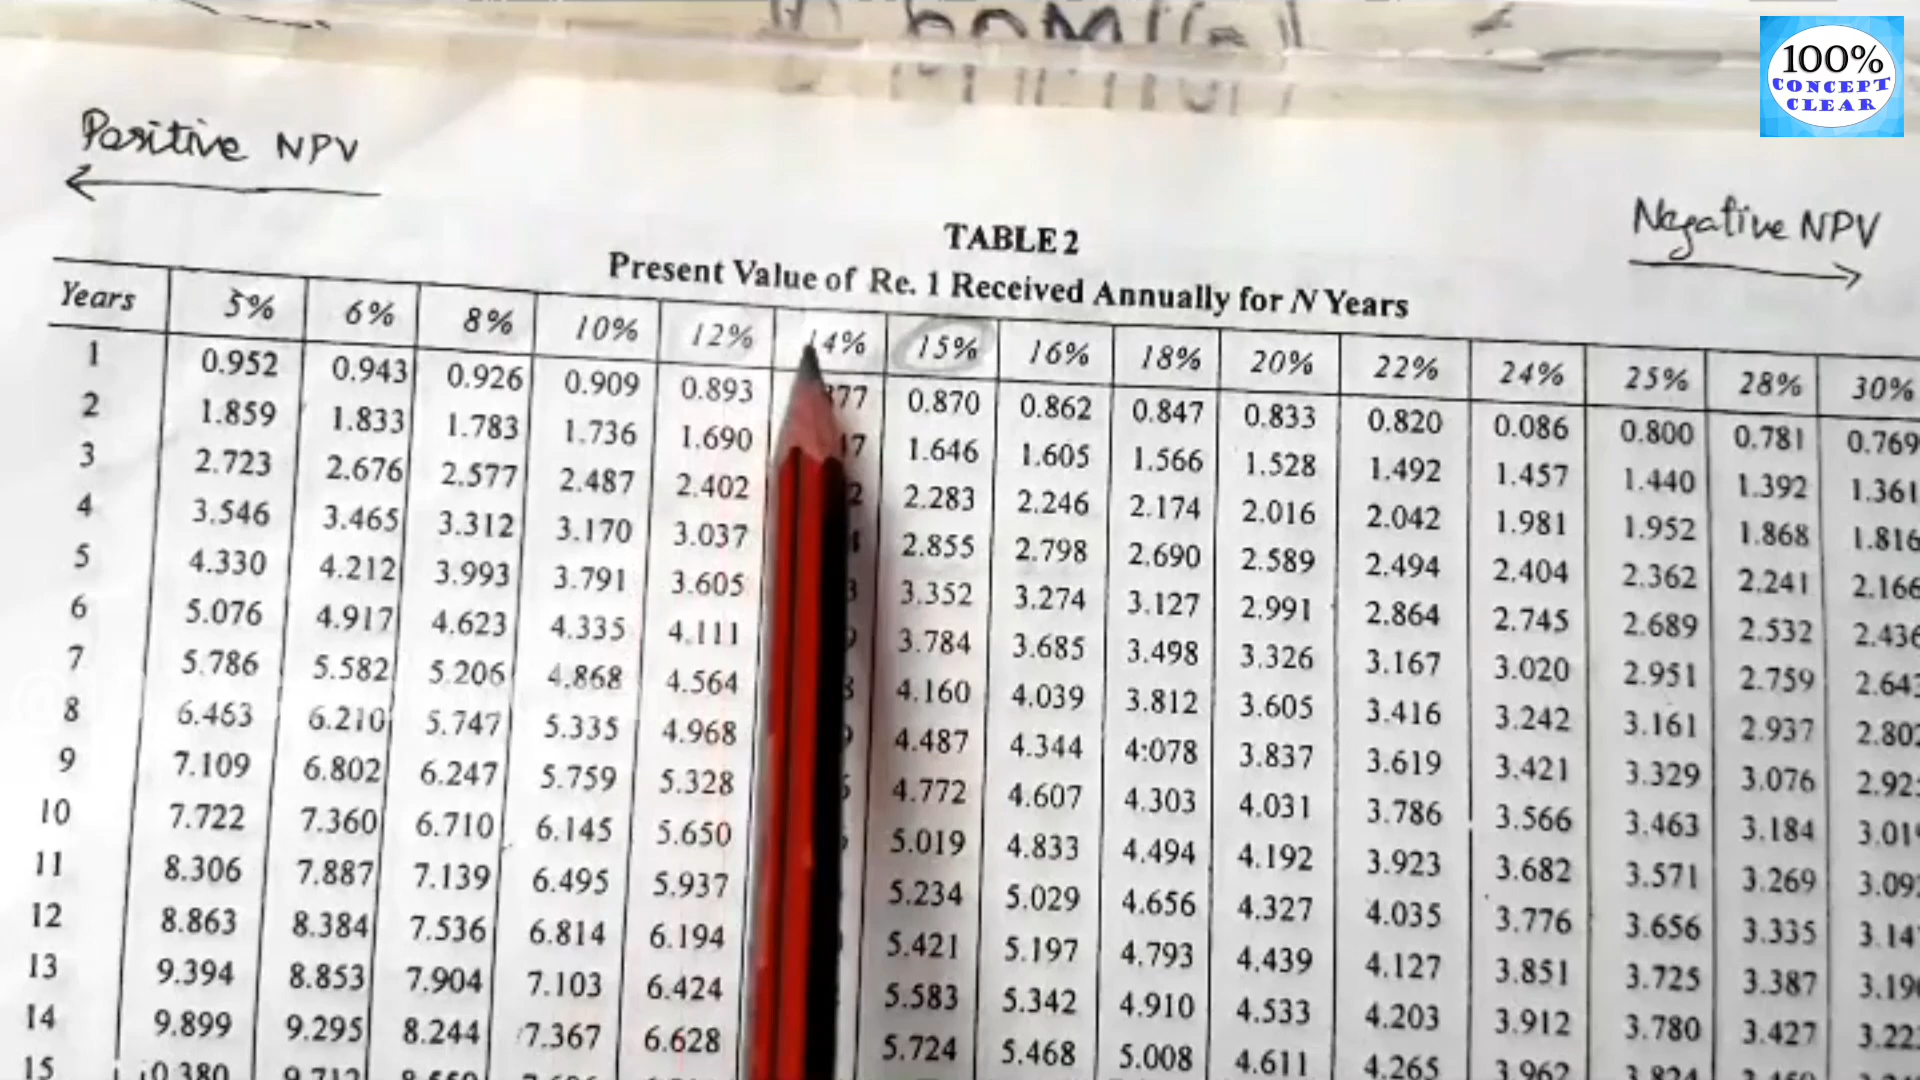 100%
CONCEPT
CLEAR
Positive NPV
Negative NPV
TABLE 2
Present Value of Re. 1 Received Annually for N Years
Years 5% 6% 8% 10% 12% 14% 15% 16% 18% 20% 22% 24% 25% 28% 30%
1 0.952 0.943 0.926 0.909 0.893 0.870 0.862 0.847 0.833 0.820 0.086 0.800 0.781 0.769
2 1.859 1.833 1.783 1.736 1.690 1.646 1.605 1.566 1.528 1.492 1.457 1.440 1.392 1.361
3 2.723 2.676 2.577 2.487 2.402 2.283 2.246 2.174 2.016 2.042 1.981 1.952 1.868 1.816
4 3.546 3.465 3.312 3.170 3.037 2.855 2.798 2.690 2.589 2.494 2.404 2.362 2.241 2.166
5 4.330 4.212 3.993 3.791 3.605 3.352 3.274 3.127 2.991 2.864 2.745 2.689 2.532 2.436
6 5.076 4.917 4.623 4.335 4.111 3.784 3.685 3.498 3.326 3.167 3.020 2.951 2.759 2.643
7 5.786 5.582 5.206 4.868 4.564 4.160 4.039 3.812 3.605 3.416 3.242 3.161 2.937 2.802
8 6.463 6.210 5.747 5.335 4.968 4.487 4.344 4:078 3.837 3.619 3.421 3.329 3.076
9 7.109 6.802 6.247 5.759 5.328 4.772 4.607 4.303 4.031 3.786 3.566 3.463 3.184
10 7.722 7.360 6.710 6.145 5.650 5.019 4.833 4.494 4.192 3.923 3.682 3.571 3.269
11 8.306 7.887 7.139 6.495 5.937 5.234 5.029 4.656 4.327 4.035 3.776 3.656 3.335
12 8.863 8.384 7.536 6.814 6.194 5.421 5.197 4.793 4.439 4.127 3.851 3.725 3.387
13 9.394 8.853 7.904 7.103 6.424 5.583 5.342 4.910 4.533 4.203 3.912 3.780 3.427
14 9.899 9.295 8.244 7.367 6.628 5.724 5.468 5.008 4.611 4.265 3.962
15